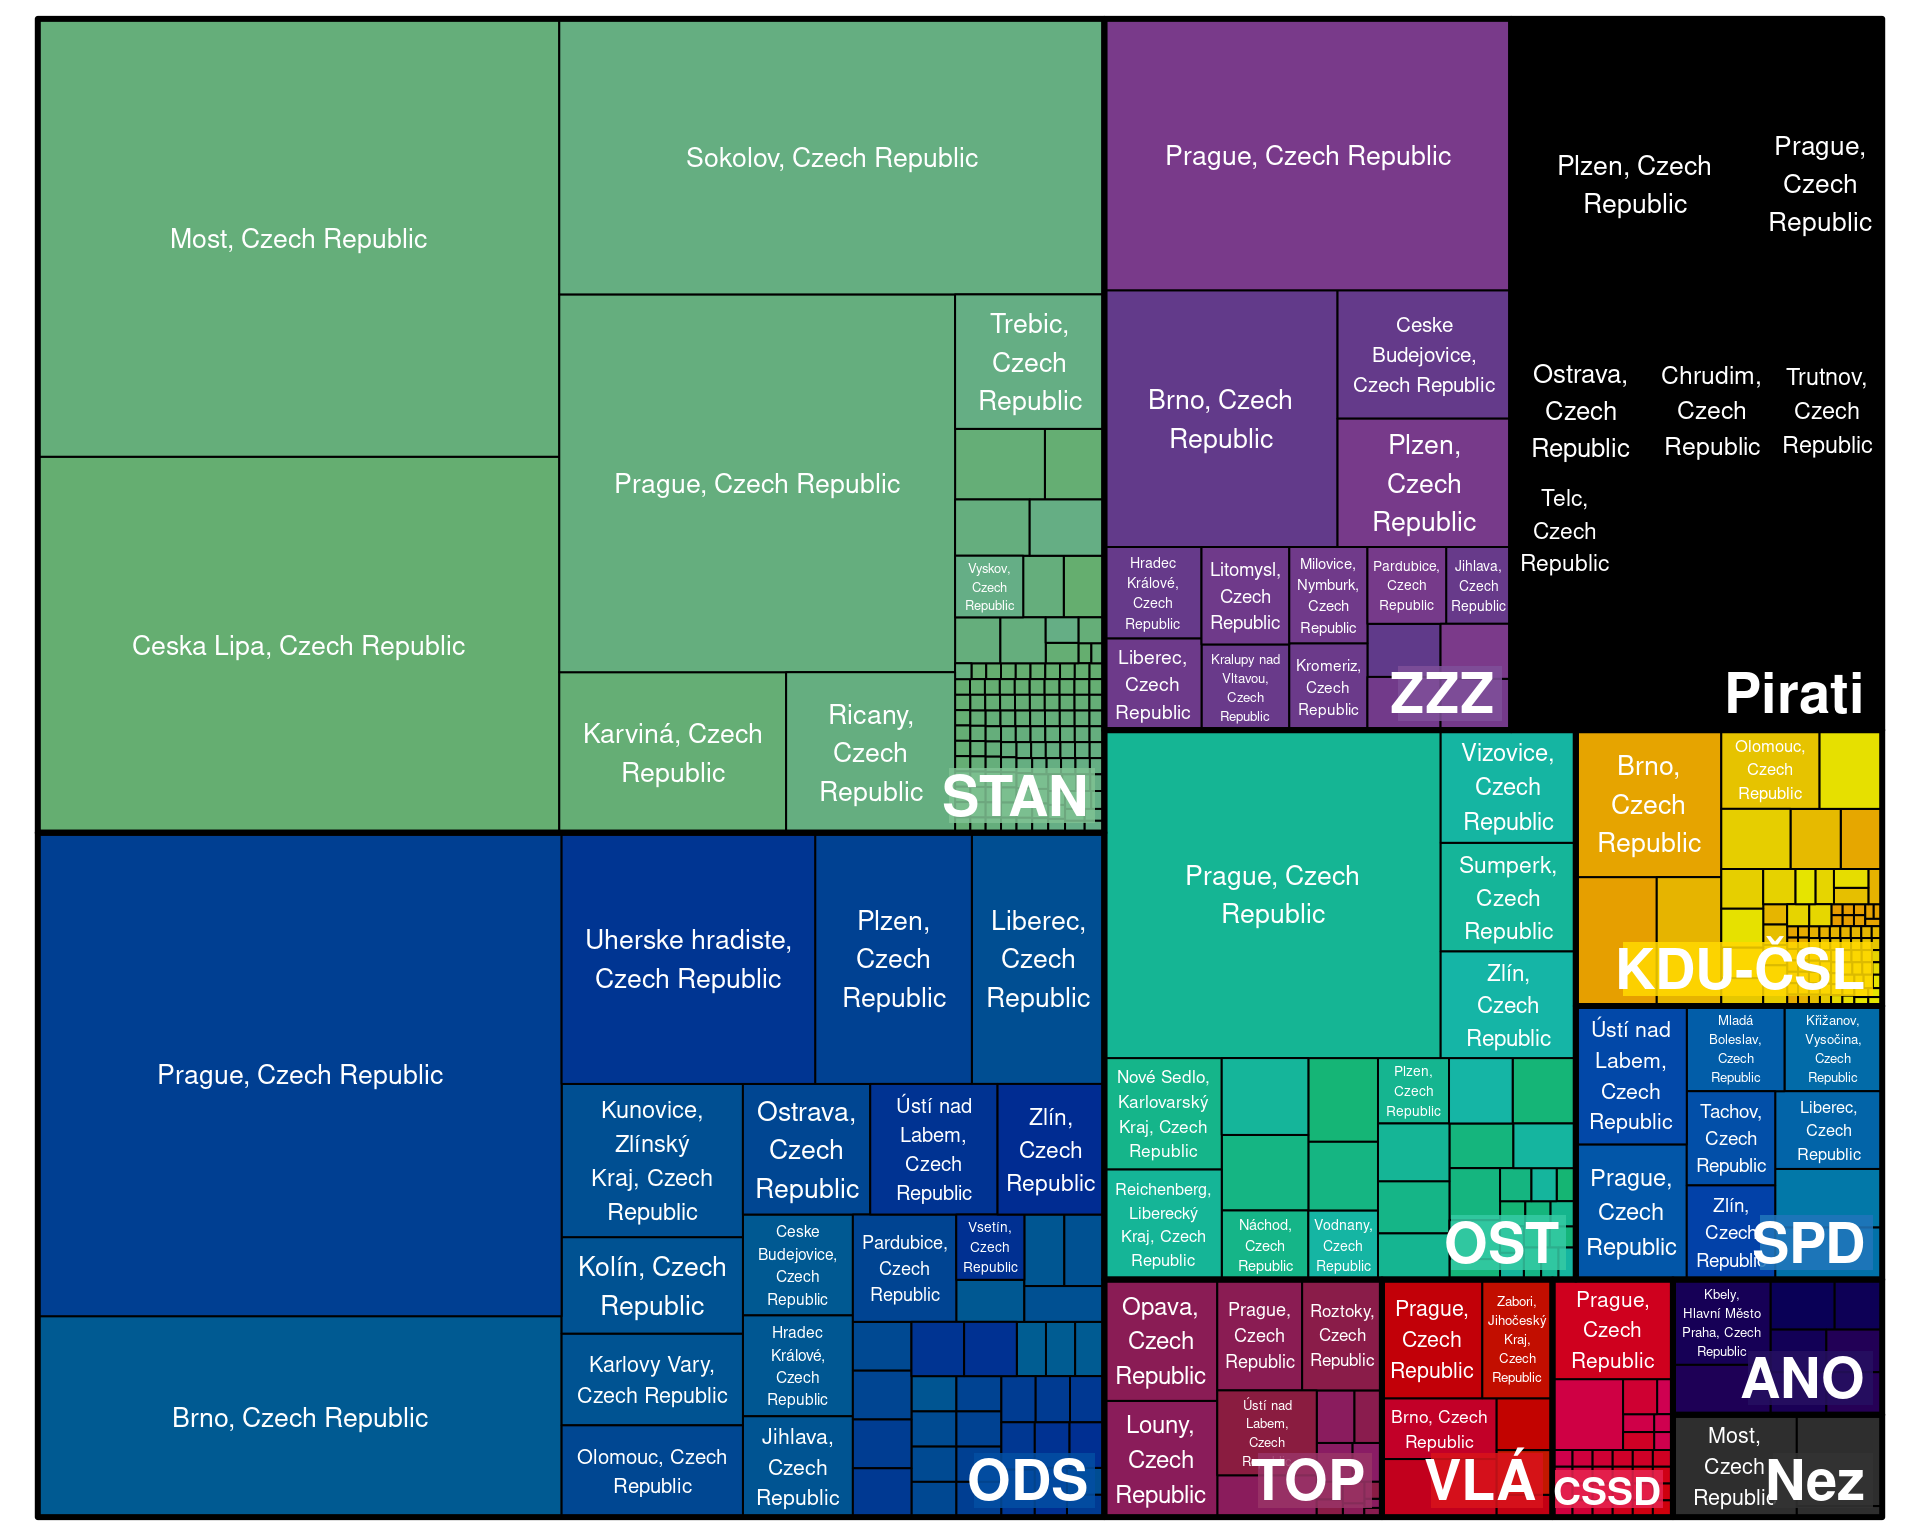 Most, Czech Republic
Ceska Lipa, Czech Republic
Sokolov, Czech Republic
Prague, Czech Republic
Trebic,
Czech
Republic
Vyskov,
Czech
Republic
Karviná, Czech
Republic
Ricany,
Czech
Republic
STAN
Prague, Czech Republic
Brno, Czech
Republic
Ceske
Budejovice,
Czech Republic
Plzen,
Czech
Republic
Hradec
Králové,
Czech
Republic
Litomysl,
Czech
Republic
Milovice,
Nymburk,
Czech
Republic
Pardubice,
Czech
Republic
Jihlava,
Czech
Republic
Liberec,
Czech
Republic
Kralupy nad
Vltavou,
Czech
Republic
Kromeriz,
Czech
Republic
ZZZ
Plzen, Czech
Republic
Prague,
Czech
Republic
Ostrava,
Czech
Republic
Chrudim,
Czech
Republic
Trutnov,
Czech
Republic
Telc,
Czech
Republic
Pirati
Prague, Czech Republic
Brno, Czech Republic
Uherske hradiste,
Czech Republic
Plzen,
Czech
Republic
Liberec,
Czech
Republic
Kunovice,
Zlínský
Kraj, Czech
Republic
Ostrava,
Czech
Republic
Ústí nad
Labem,
Czech
Republic
Zlín,
Czech
Republic
Kolín, Czech
Republic
Ceske
Budejovice,
Czech
Republic
Pardubice,
Czech
Republic
Vsetín,
Czech
Republic
Karlovy Vary,
Czech Republic
Hradec
Králové,
Czech
Republic
Olomouc, Czech
Republic
Jihlava,
Czech
Republic
ODS
Prague, Czech
Republic
Vizovice,
Czech
Republic
Sumperk,
Czech
Republic
Zlín,
Czech
Republic
Nové Sedlo,
Karlovarský
Kraj, Czech
Republic
Plzen,
Czech
Republic
Reichenberg,
Liberecký
Kraj, Czech
Republic
Náchod,
Czech
Republic
Vodnany,
Czech
Republic
OST
Brno,
Czech
Republic
Olomouc,
Czech
Republic
KDU-ČSL
Ústí nad
Labem,
Czech
Republic
Mladá
Boleslav,
Czech
Republic
Křižanov,
Vysočina,
Czech
Republic
Prague,
Czech
Republic
Tachov,
Czech
Republic
Liberec,
Czech
Republic
Zlín,
Czech
Republic
SPD
Opava,
Czech
Republic
Prague,
Czech
Republic
Roztoky,
Czech
Republic
Louny,
Czech
Republic
Ústí nad
Labem,
Czech
TOP
Prague,
Czech
Republic
Zabori,
Jihočeský
Kraj,
Czech
Republic
Brno, Czech
Republic
VLÁ
Prague,
Czech
Republic
CSSD
Kbely,
Hlavní Město
Praha, Czech
Republic
ANO
Most,
Czech
Republic
Nez